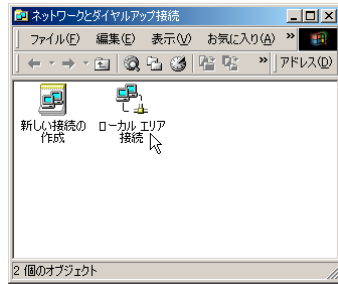 ネットワークとダイヤルアップ接続
ファイル(F) 編集(E) 表示(V) お気に入り(A) »
» アドレス(D)
新しい接続の
作成
ローカル エリア
接続
2 個のオブジェクト